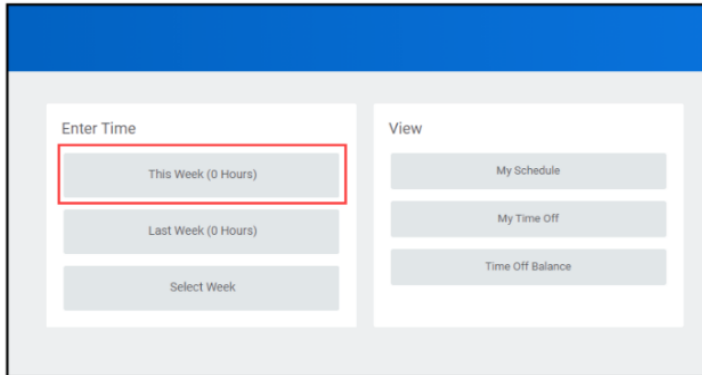 Enter Time
This Week (0 Hours)
Last Week (0 Hours)
Select Week
View
My Schedule
My Time Off
Time Off Balance